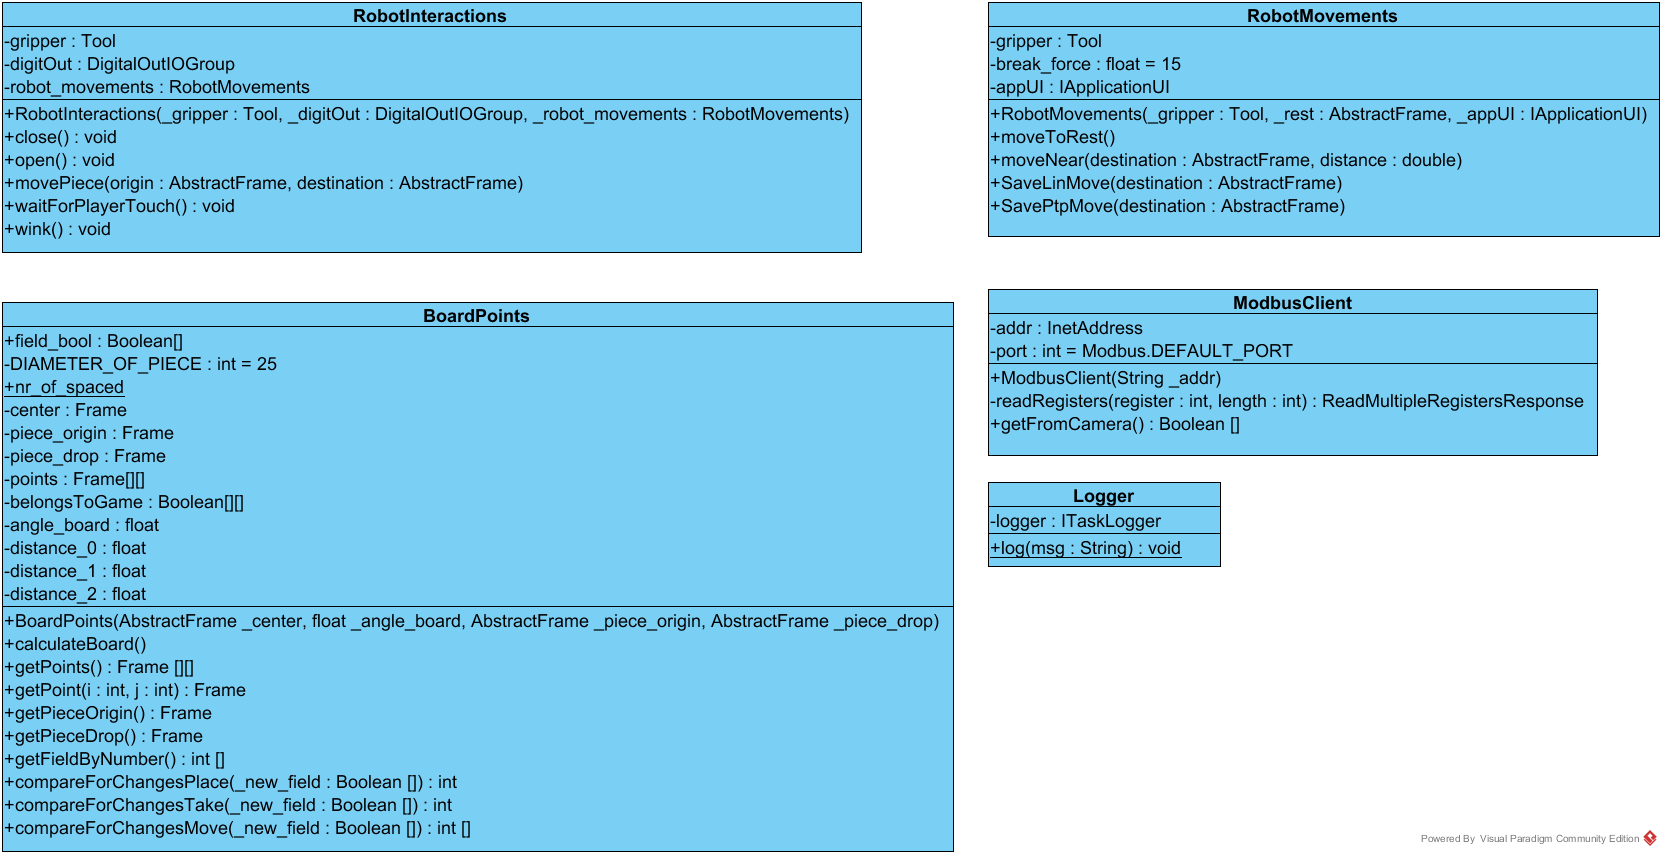 RobotInteractions
-gripper : Tool
-digitOut : DigitalOutIOGroup
-robot_movements : RobotMovements
+RobotInteractions(_gripper : Tool, _digitOut : DigitalOutIOGroup, _robot_movements : RobotMovements)
+close() : void
+open() : void
+movePiece(origin : AbstractFrame, destination : AbstractFrame)
+waitForPlayerTouch() : void
+wink() : void
RobotMovements
-gripper : Tool
-break_force : float = 15
-appUI : IApplicationUI
+RobotMovements(_gripper : Tool, _rest : AbstractFrame, _appUI : IApplicationUI)
+moveToRest()
+moveNear(destination : AbstractFrame, distance : double)
+SaveLinMove(destination : AbstractFrame)
+SavePtpMove(destination : AbstractFrame)
BoardPoints
+field_bool : Boolean[]
-DIAMETER_OF_PIECE : int = 25
+nr_of_spaced
-center : Frame
-piece_origin : Frame
-piece_drop : Frame
-points : Frame[][]
-belongsToGame : Boolean[][]
-angle_board : float
-distance_0 : float
-distance_1 : float
-distance_2 : float
+BoardPoints(AbstractFrame _center, float _angle_board, AbstractFrame _piece_origin, AbstractFrame _piece_drop)
+calculateBoard()
+getPoints() : Frame [][]
+getPoint(i : int, j : int) : Frame
+getPieceOrigin() : Frame
+getPieceDrop() : Frame
+getFieldByNumber() : int []
+compareForChangesPlace(_new_field : Boolean []) : int
+compareForChangesTake(_new_field : Boolean []) : int
+compareForChangesMove(_new_field : Boolean []) : int []
ModbusClient
-addr : InetAddress
-port : int = Modbus.DEFAULT_PORT
+ModbusClient(String _addr)
-readRegisters(register : int, length : int) : ReadMultipleRegistersResponse
+getFromCamera() : Boolean []
Logger
-logger : ITaskLogger
+log(msg : String) : void
Powered By Visual Paradigm Community Edition